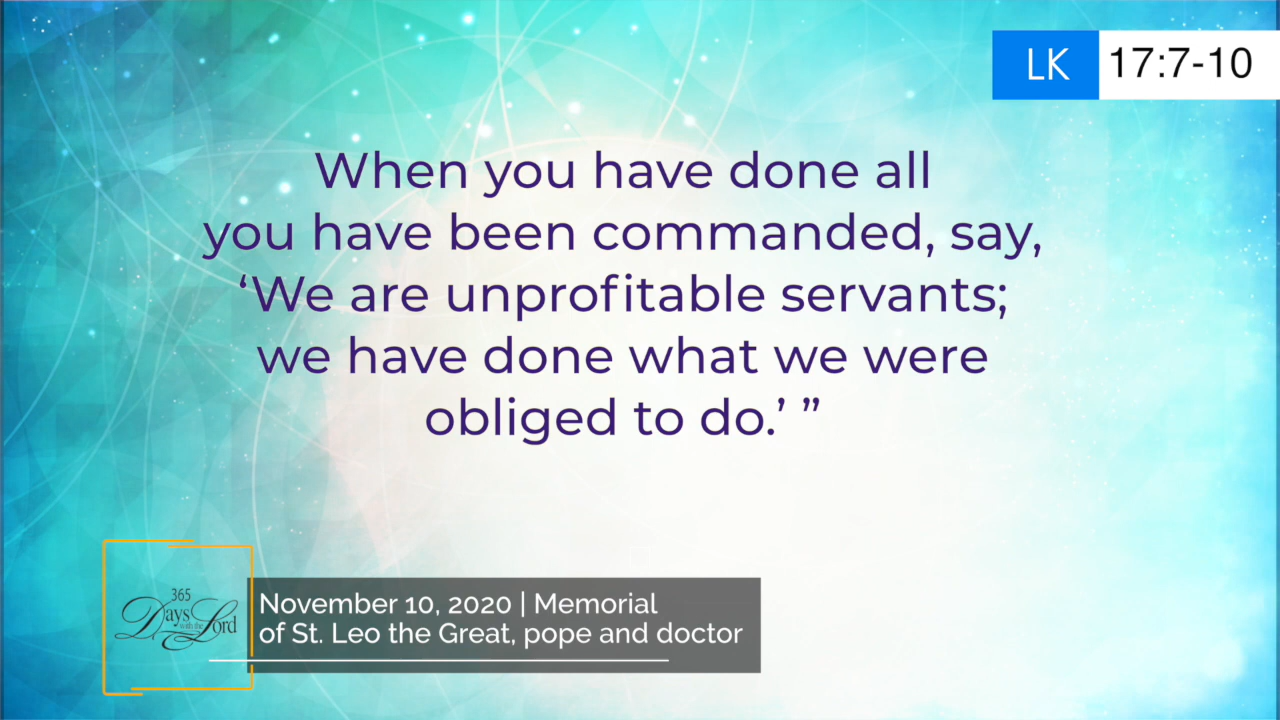 LK 17:7-10
When you have done all
you have been commanded, say,
‘We are unprofitable servants;
we have done what we were
obliged to do.’ ”
365
Days with the Lord
November 10, 2020 | Memorial
of St. Leo the Great, pope and doctor